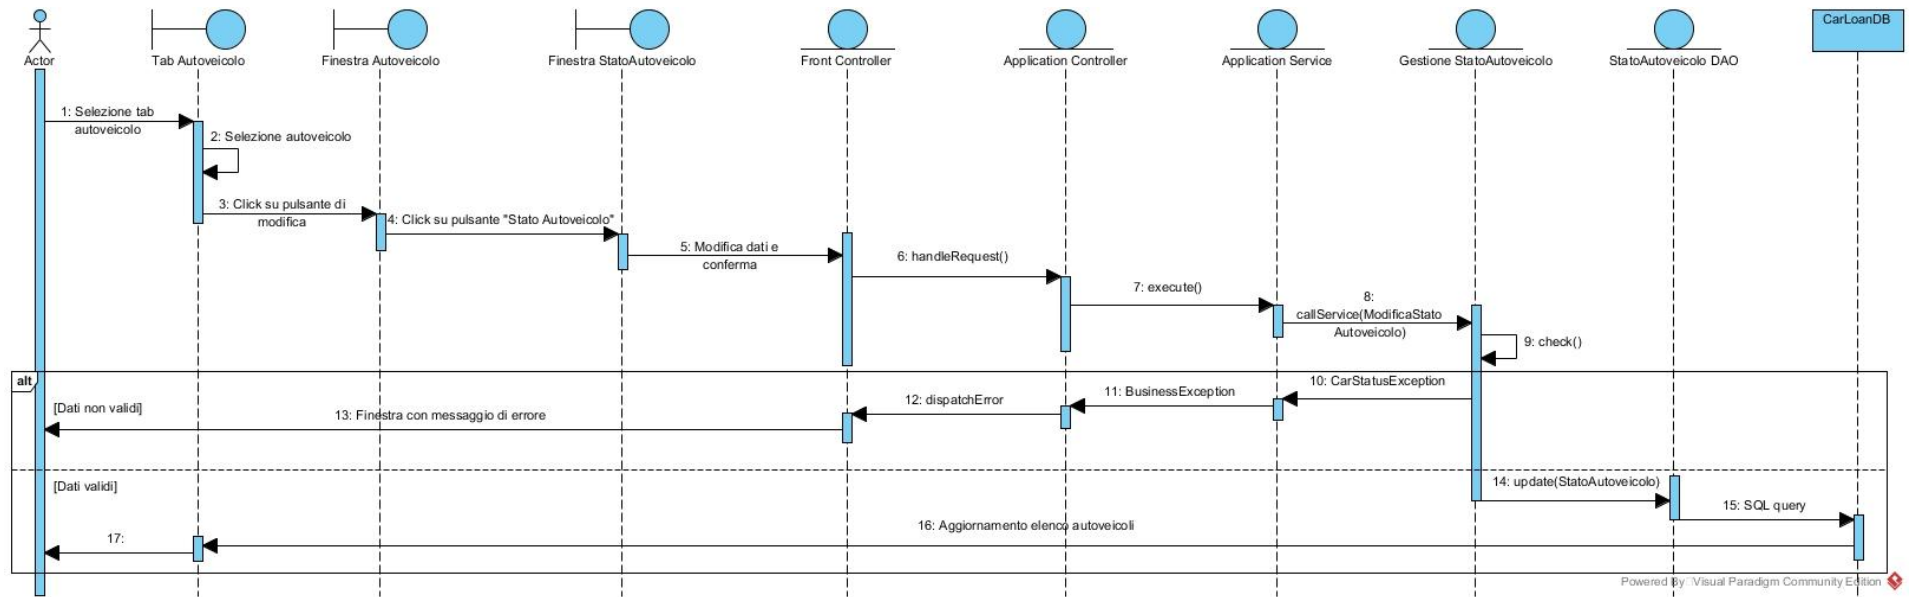 CarLoanDB
Actor
Tab Autoveicolo
Finestra Autoveicolo
Finestra StatoAutoveicolo
Front Controller
Application Controller
Application Service
Gestione StatoAutoveicolo
StatoAutoveicolo DAO
1: Selezione tab
autoveicolo
2: Selezione autoveicolo
3: Click su pulsante di
modifica
4: Click su pulsante "Stato Autoveicolo"
5: Modifica dati e
conferma
6: handleRequest()
7: execute()
8:
callService(ModificaStato
Autoveicolo)
9: check()
alt
[Dati non validi]
10: CarStatusException
11: BusinessException
12: dispatchError
13: Finestra con messaggio di errore
[Dati validi]
14: update(StatoAutoveicolo)
15: SQL query
16: Aggiornamento elenco autoveicoli
17:
Powered By Visual Paradigm Community Edition